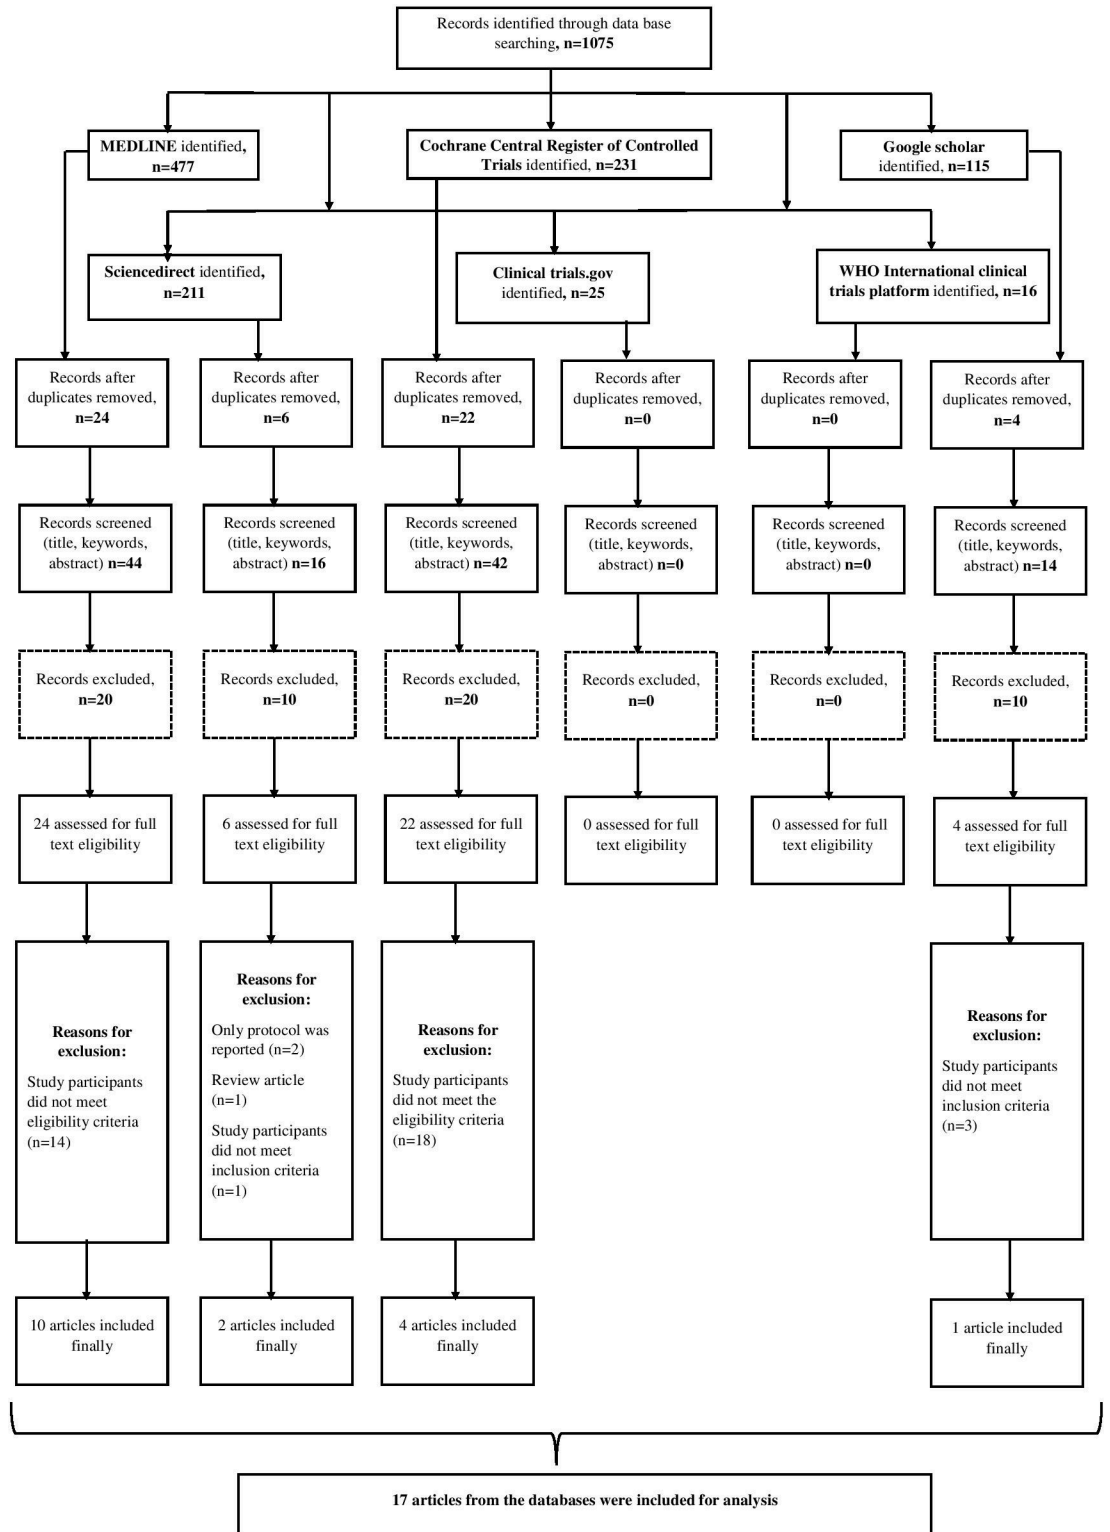 Records identified through data base
searching, n=1075
MEDLINE identified,
n=477
Cochrane Central Register of Controlled
Trials identified, n=231
Google scholar
identified, n=115
Sciencedirect identified,
n=211
Clinical trials.gov
identified, n=25
WHO International clinical
trials platform identified, n=16
Records after
duplicates removed,
n=24
Records after
duplicates removed,
n=6
Records after
duplicates removed,
n=22
Records after
duplicates removed,
n=0
Records after
duplicates removed,
n=0
Records after
duplicates removed,
n=4
Records screened
(title, keywords,
abstract) n=44
Records screened
(title, keywords,
abstract) n=16
Records screened
(title, keywords,
abstract) n=42
Records screened
(title, keywords,
abstract) n=0
Records screened
(title, keywords,
abstract) n=0
Records screened
(title, keywords,
abstract) n=14
Records excluded,
n=20
Records excluded,
n=10
Records excluded,
n=20
Records excluded,
n=0
Records excluded,
n=0
Records excluded,
n=10
24 assessed for full
text eligibility
6 assessed for full
text eligibility
22 assessed for full
text eligibility
0 assessed for full
text eligibility
0 assessed for full
text eligibility
4 assessed for full
text eligibility
Reasons for
exclusion:
Study participants
did not meet
eligibility criteria
(n=14)
Reasons for
exclusion:
Only protocol was
reported (n=2)
Review article
(n=1)
Study participants
did not meet
inclusion criteria
(n=1)
Reasons for
exclusion:
Study participants
did not meet the
eligibility criteria
(n=18)
Reasons for
exclusion:
Study participants
did not meet
inclusion criteria
(n=3)
10 articles included
finally
2 articles included
finally
4 articles included
finally
1 article included
finally
17 articles from the databases were included for analysis